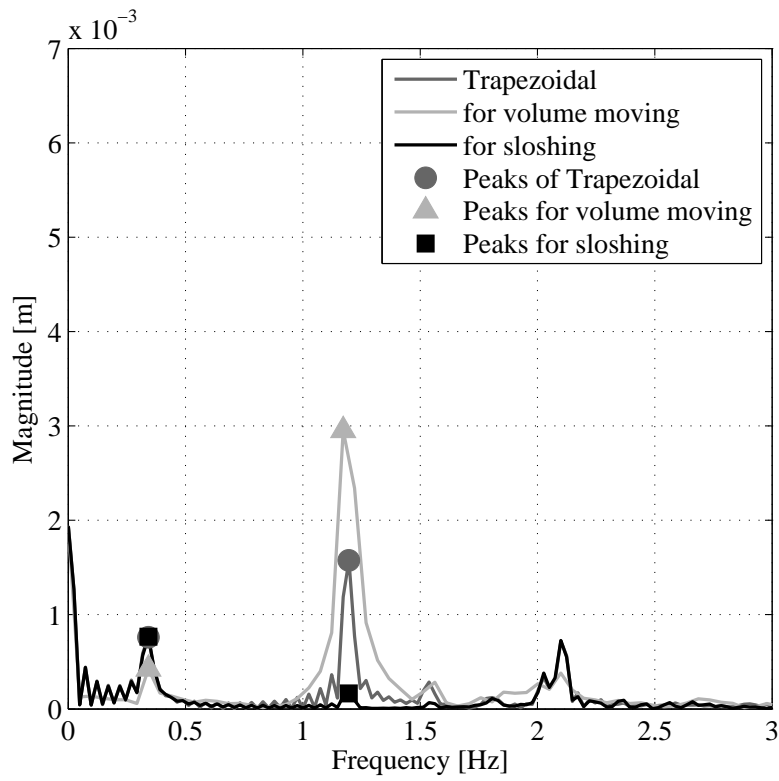 x 10⁻³
7
6
5
4
3
2
1
0
Magnitude [m]
Trapezoidal
for volume moving
for sloshing
Peaks of Trapezoidal
Peaks for volume moving
Peaks for sloshing
0 0.5 1 1.5 2 2.5 3
Frequency [Hz]